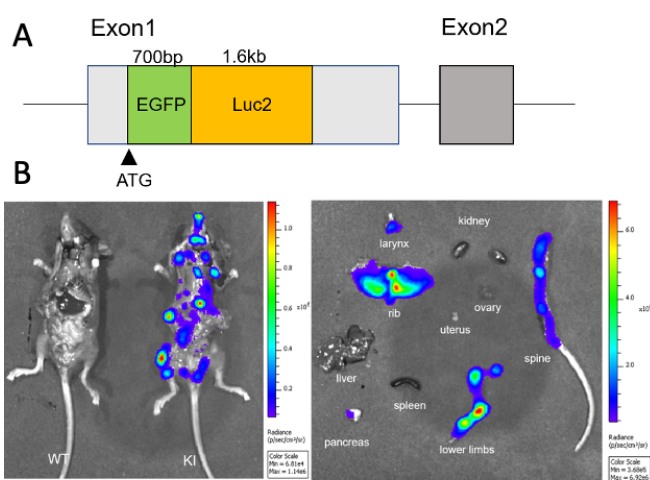 A
Exon1
Exon2
700bp
1.6kb
EGFP
Luc2
ATG
B
WT
KI
1.0
0.8
0.6
0.4
0.2
Radiance
(p/sec/cm²/sr)
Color Scale
Min = 6.81e4
Max = 1.14e6
larynx
kidney
rib
ovary
uterus
spine
liver
spleen
pancreas
lower limbs
6.0
4.0
2.0
Radiance
(p/sec/cm²/sr)
Color Scale
Min = 3.68e5
Max = 6.92e6